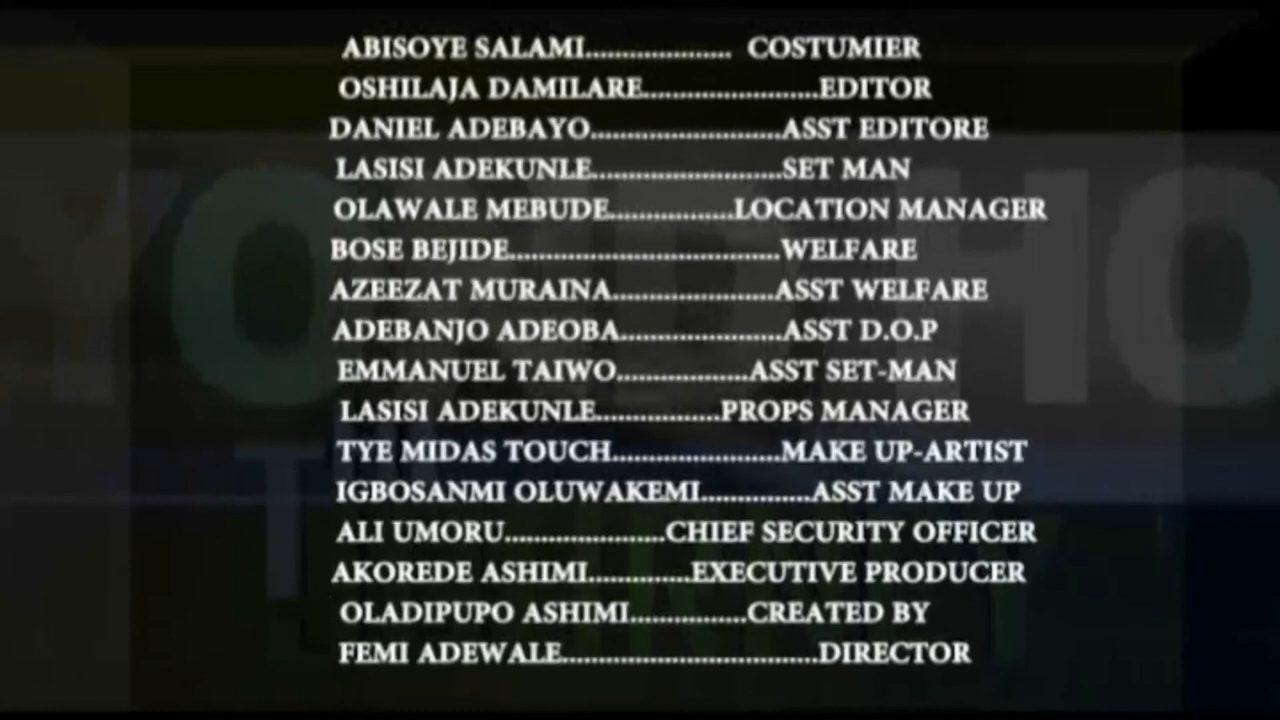 ABISOYE SALAMI................... COSTUMIER
OSHILAJA DAMILARE.......................EDITOR
DANIEL ADEBAYO.........................ASST EDITORE
LASISI ADEKUNLE.........................SET MAN
OLAWALE MEBUDE................LOCATION MANAGER
BOSE BEJIDE...................................WELFARE
AZEEZAT MURAINA.....................ASST WELFARE
ADEBANJO ADEOBA.....................ASST D.O.P
EMMANUEL TAIWO.................ASST SET-MAN
LASISI ADEKUNLE................PROPS MANAGER
TYE MIDAS TOUCH......................MAKE UP-ARTIST
IGBOSANMI OLUWAKEMI..............ASST MAKE UP
ALI UMORU.....................CHIEF SECURITY OFFICER
AKOREDE ASHIMI.............EXECUTIVE PRODUCER
OLADIPUPO ASHIMI...............CREATED BY
FEMI ADEWALE.................................DIRECTOR